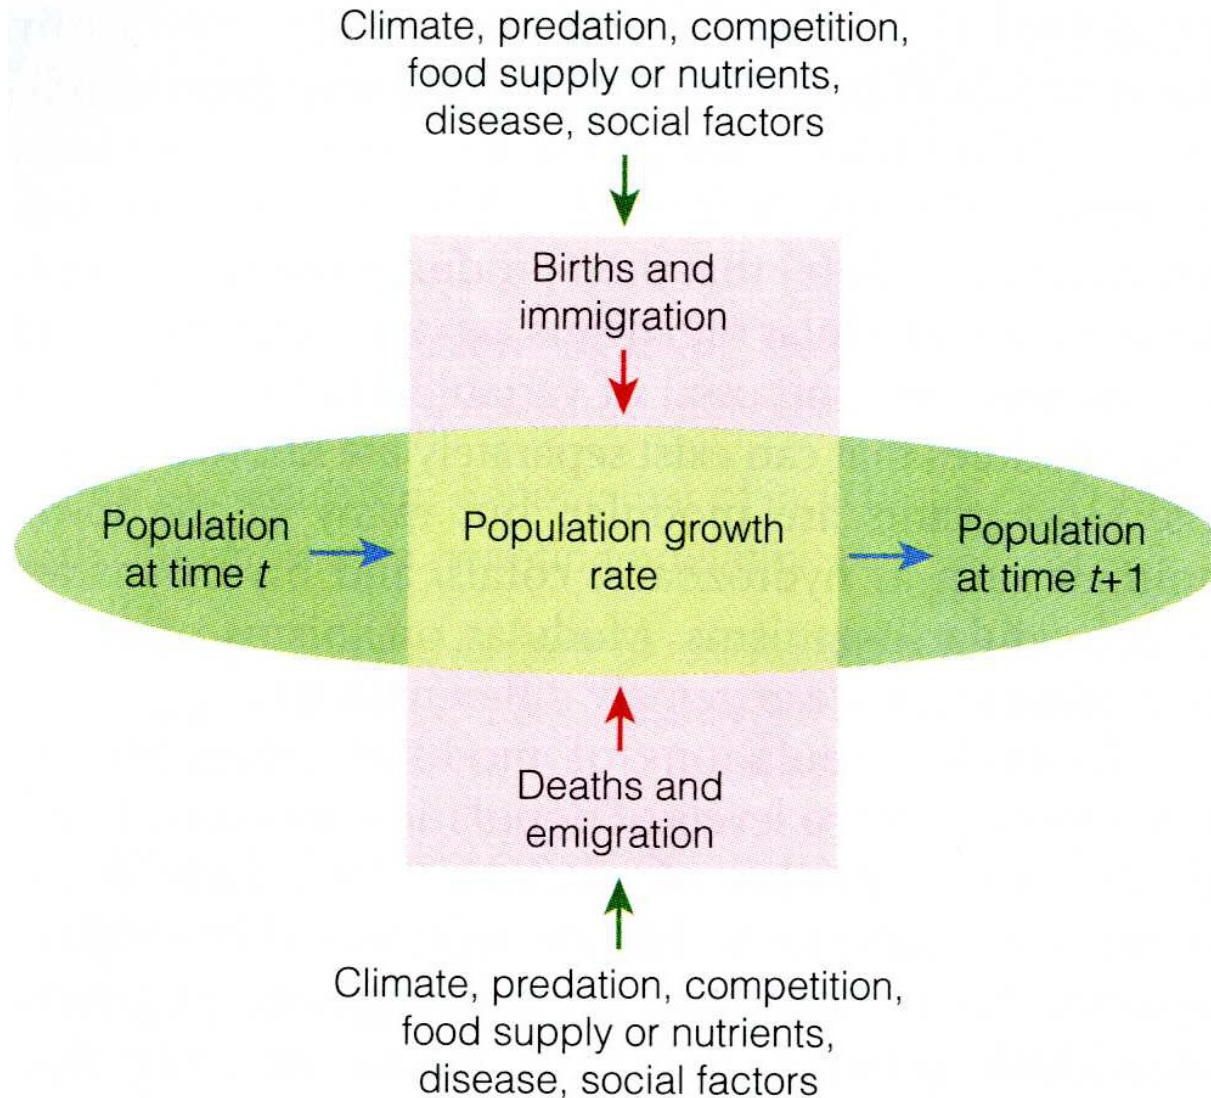 Climate, predation, competition,
food supply or nutrients,
disease, social factors
Births and
immigration
Population
at time t
Population growth
rate
Population
at time t+1
Deaths and
emigration
Climate, predation, competition,
food supply or nutrients,
disease, social factors